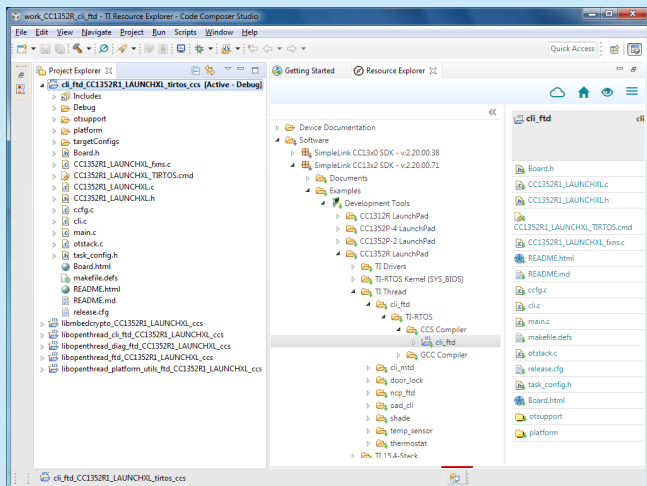 work_CC1352R_cli_ftd - TI Resource Explorer - Code Composer Studio
File Edit View Navigate Project Run Scripts Window Help
Quick Access
Project Explorer
cli_ftd_CC1352R1_LAUNCHXL_tirtos_ccs [Active - Debug]
Includes
Debug
otsupport
platform
targetConfigs
Board.h
CC1352R1_LAUNCHXL_fxns.c
CC1352R1_LAUNCHXL_TIRTOS.cmd
CC1352R1_LAUNCHXL.c
CC1352R1_LAUNCHXL.h
ccfg.c
cli.c
main.c
otstack.c
task_config.h
Board.html
makefile.defs
README.html
README.md
release.cfg
libmbedcrypto_CC1352R1_LAUNCHXL_ccs
libopenthread_cli_ftd_CC1352R1_LAUNCHXL_ccs
libopenthread_diag_ftd_CC1352R1_LAUNCHXL_ccs
libopenthread_ftd_CC1352R1_LAUNCHXL_ccs
libopenthread_platform_utils_ftd_CC1352R1_LAUNCHXL_ccs
Getting Started
Resource Explorer
Device Documentation
Software
SimpleLink CC13x0 SDK - v:2.20.00.38
SimpleLink CC13x2 SDK - v:2.20.00.71
Documents
Examples
Development Tools
CC1312R LaunchPad
CC1352P-4 LaunchPad
CC1352P-2 LaunchPad
CC1352R LaunchPad
TI Drivers
TI-RTOS Kernel (SYS_BIOS)
TI Thread
cli_ftd
TI-RTOS
CCS Compiler
cli_ftd
GCC Compiler
cli_mtd
door_lock
ncp_ftd
oad_cli
shade
temp_sensor
thermostat
TI 15.4-Stack
cli_ftd
cli
Board.h
CC1352R1_LAUNCHXL.c
CC1352R1_LAUNCHXL.h
CC1352R1_LAUNCHXL_TIRTOS.cmd
CC1352R1_LAUNCHXL_fxns.c
README.html
README.md
ccfg.c
cli.c
main.c
makefile.defs
otstack.c
release.cfg
task_config.h
Board.html
otsupport
platform
cli_ftd_CC1352R1_LAUNCHXL_tirtos_ccs